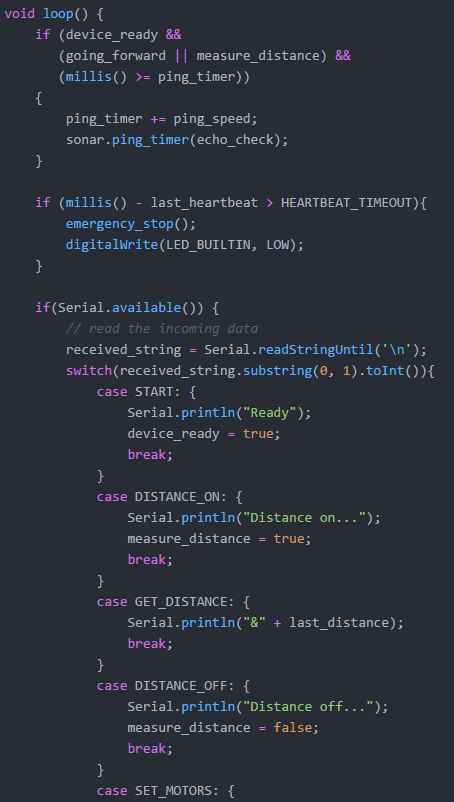 void loop() {
    if (device_ready &&
       (going_forward || measure_distance) &&
       (millis() >= ping_timer))
    {
        ping_timer += ping_speed;
        sonar.ping_timer(echo_check);
    }
    if (millis() - last_heartbeat > HEARTBEAT_TIMEOUT){
        emergency_stop();
        digitalWrite(LED_BUILTIN, LOW);
    }
    if(Serial.available()) {
        // read the incoming data
        received_string = Serial.readStringUntil('\n');
        switch(received_string.substring(0, 1).toInt()){
            case START: {
                Serial.println("Ready");
                device_ready = true;
                break;
            }
            case DISTANCE_ON: {
                Serial.println("Distance on...");
                measure_distance = true;
                break;
            }
            case GET_DISTANCE: {
                Serial.println("&" + last_distance);
                break;
            }
            case DISTANCE_OFF: {
                Serial.println("Distance off...");
                measure_distance = false;
                break;
            }
            case SET_MOTORS: {